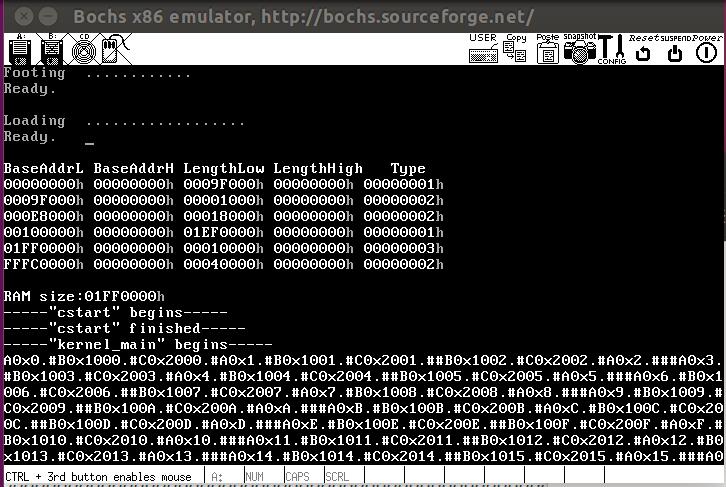 Bochs x86 emulator, http://bochs.sourceforge.net/
A: B: CD USER Copy Paste Snapshot CONFIG Reset SUSPEND Power
Footing ............
Ready.
Loading ..................
Ready. _
BaseAddrL BaseAddrH LengthLow LengthHigh Type
00000000h 00000000h 0009F000h 00000000h 00000001h
0009F000h 00000000h 00001000h 00000000h 00000002h
000E8000h 00000000h 00018000h 00000000h 00000002h
00100000h 00000000h 01EF0000h 00000000h 00000001h
01FF0000h 00000000h 00010000h 00000000h 00000003h
FFFC0000h 00000000h 00040000h 00000000h 00000002h
RAM size:01FF0000h
-----"cstart" begins-----
-----"cstart" finished-----
-----"kernel_main" begins-----
A0x0.#B0x1000.#C0x2000.#A0x1.#B0x1001.#C0x2001.##B0x1002.#C0x2002.#A0x2.###A0x3.
#B0x1003.#C0x2003.#A0x4.#B0x1004.#C0x2004.##B0x1005.#C0x2005.#A0x5.###A0x6.#B0x1
006.#C0x2006.##B0x1007.#C0x2007.#A0x7.#B0x1008.#C0x2008.#A0x8.###A0x9.#B0x1009.#
C0x2009.##B0x100A.#C0x200A.#A0xA.###A0xB.#B0x100B.#C0x200B.#A0xC.#B0x100C.#C0x20
0C.##B0x100D.#C0x200D.#A0xD.###A0xE.#B0x100E.#C0x200E.##B0x100F.#C0x200F.#A0xF.#
B0x1010.#C0x2010.#A0x10.###A0x11.#B0x1011.#C0x2011.##B0x1012.#C0x2012.#A0x12.#B0
x1013.#C0x2013.#A0x13.###A0x14.#B0x1014.#C0x2014.##B0x1015.#C0x2015.#A0x15.###A0
CTRL + 3rd button enables mouse A: NUM CAPS SCRL